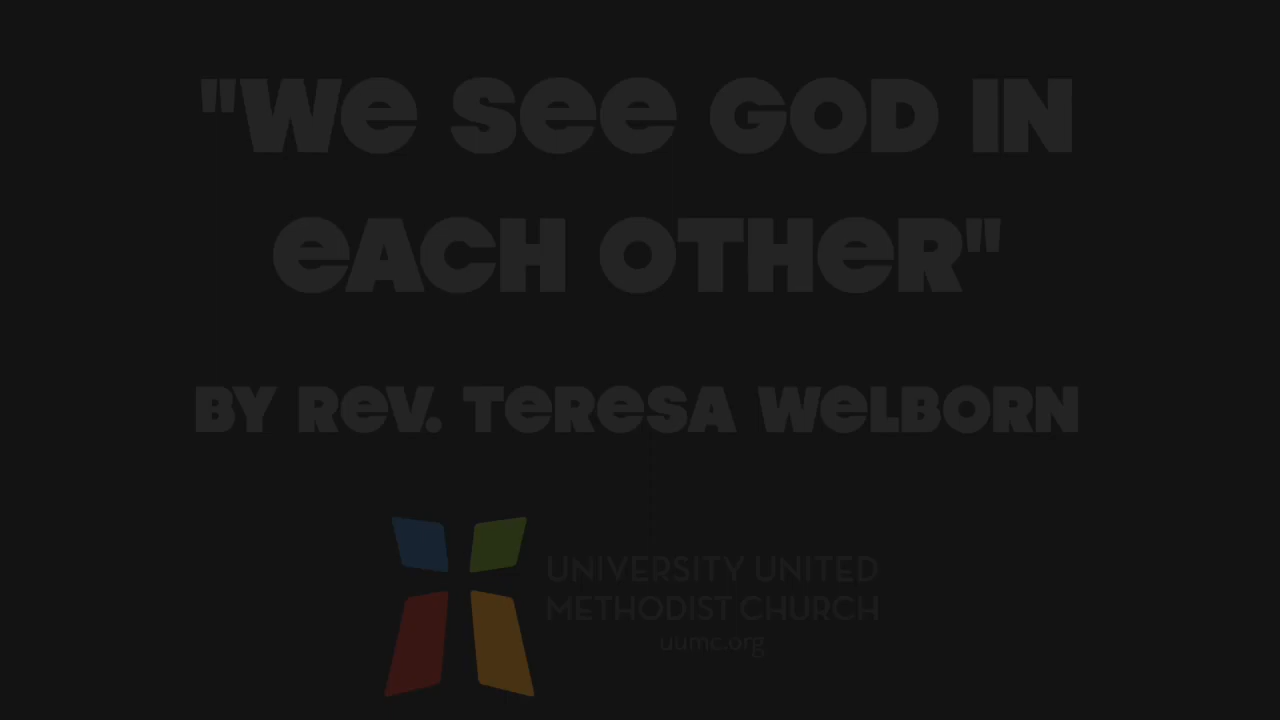 "We see GOD IN
eACH OTHeR"
BY Rev. TeResA WeLBORN
UNIVERSITY UNITED
METHODIST CHURCH
uumc.org